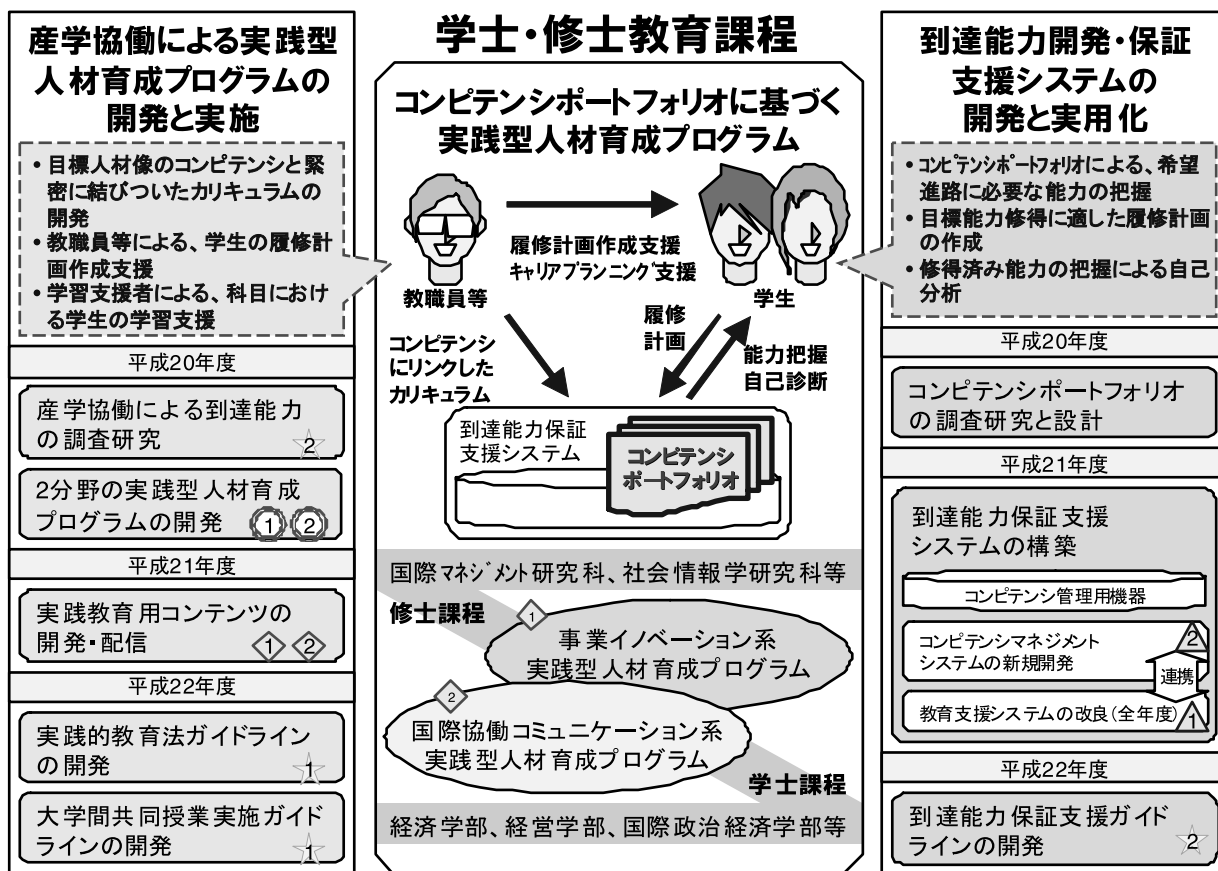 産学協働による実践型
人材育成プログラムの
開発と実施
• 目標人材像のコンピテンシと緊
密に結びついたカリキュラムの
開発
• 教職員等による、学生の履修計
画作成支援
• 学習支援者による、科目におけ
る学生の学習支援
平成20年度
産学協働による到達能力
の調査研究
2
2分野の実践型人材育成
プログラムの開発
1 2
平成21年度
実践教育用コンテンツの
開発・配信
1 2
平成22年度
実践的教育法ガイドライン
の開発
1
大学間共同授業実施ガイド
ラインの開発
1
学士・修士教育課程
コンピテンシポートフォリオに基づく
実践型人材育成プログラム
履修計画作成支援
キャリアプランニング支援
教職員等
学生
コンピテンシ
にリンクした
カリキュラム
履修
計画
能力把握
自己診断
到達能力保証
支援システム
コンピテンシ
ポートフォリオ
国際マネジメント研究科、社会情報学研究科等
修士課程
1
事業イノベーション系
実践型人材育成プログラム
2
国際協働コミュニケーション系
実践型人材育成プログラム
学士課程
経済学部、経営学部、国際政治経済学部等
到達能力開発・保証
支援システムの
開発と実用化
• コンピテンシポートフォリオによる、希望
進路に必要な能力の把握
• 目標能力修得に適した履修計画
の作成
• 修得済み能力の把握による自己
分析
平成20年度
コンピテンシポートフォリオ
の調査研究と設計
平成21年度
到達能力保証支援
システムの構築
コンピテンシ管理用機器
コンピテンシマネジメント
システムの新規開発
2
連携
教育支援システムの改良(全年度)
1
平成22年度
到達能力保証支援ガイド
ラインの開発
2